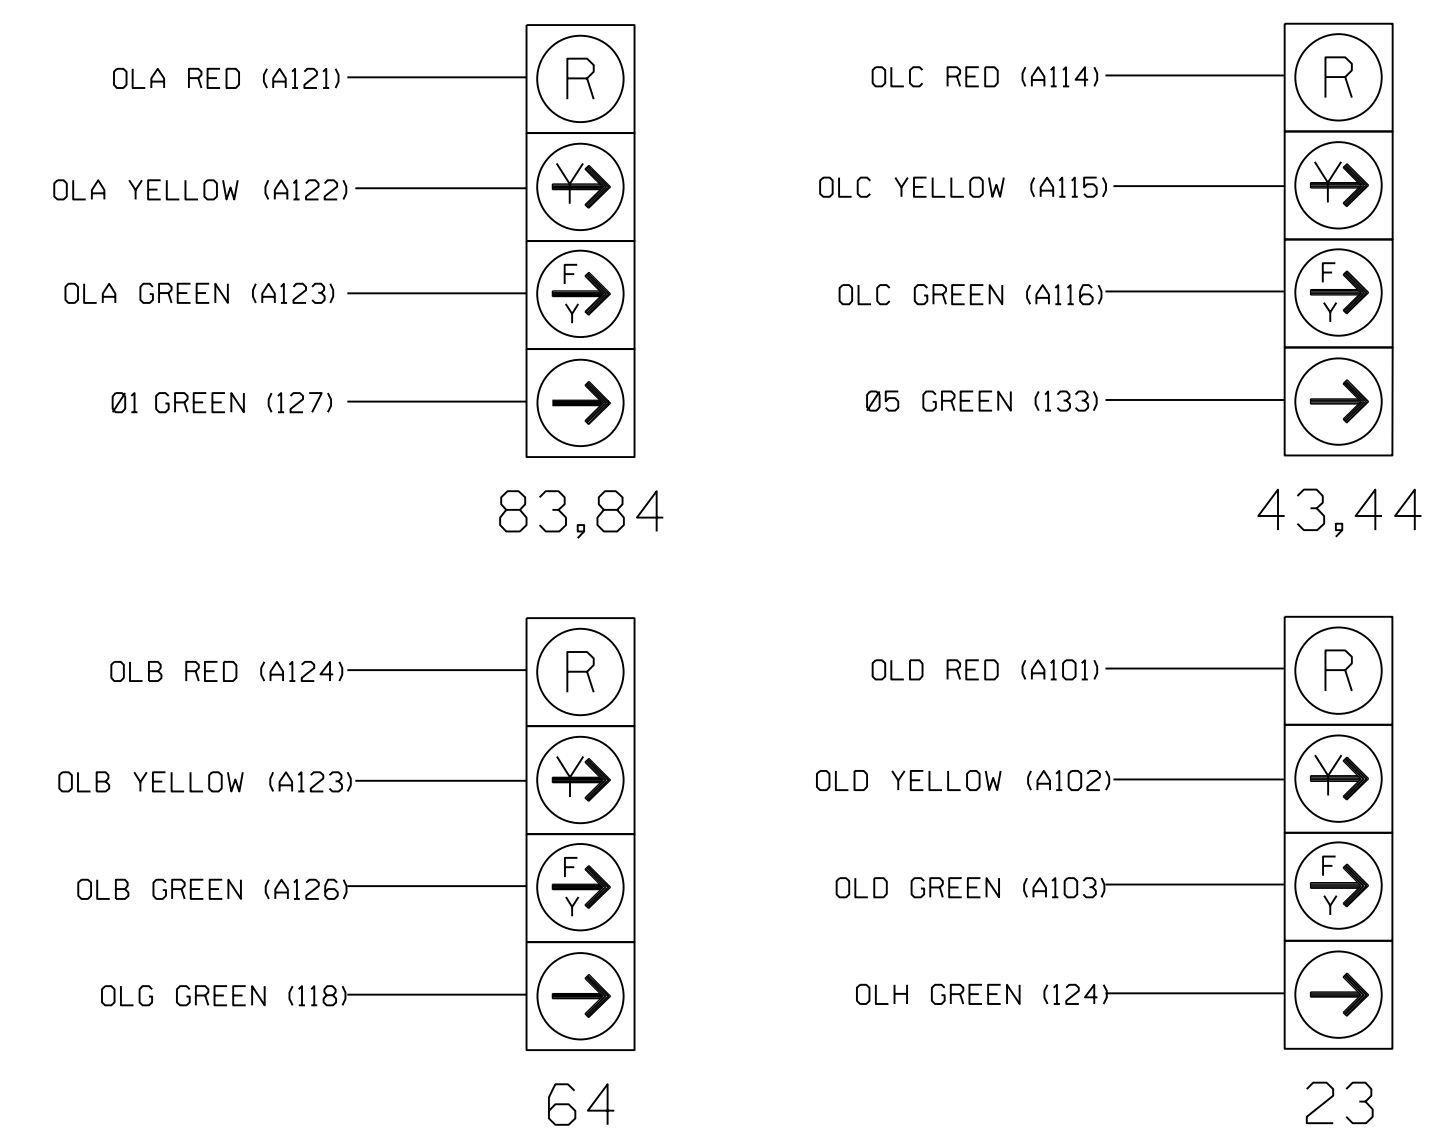 OLA RED (A121) R
OLA YELLOW (A122) Y
OLA GREEN (A123) F Y
Ø1 GREEN (127)
83,84
OLC RED (A114) R
OLC YELLOW (A115) Y
OLC GREEN (A116) F Y
Ø5 GREEN (133)
43,44
OLB RED (A124) R
OLB YELLOW (A123) Y
OLB GREEN (A126) F Y
OLG GREEN (118)
64
OLD RED (A101) R
OLD YELLOW (A102) Y
OLD GREEN (A103) F Y
OLH GREEN (124)
23